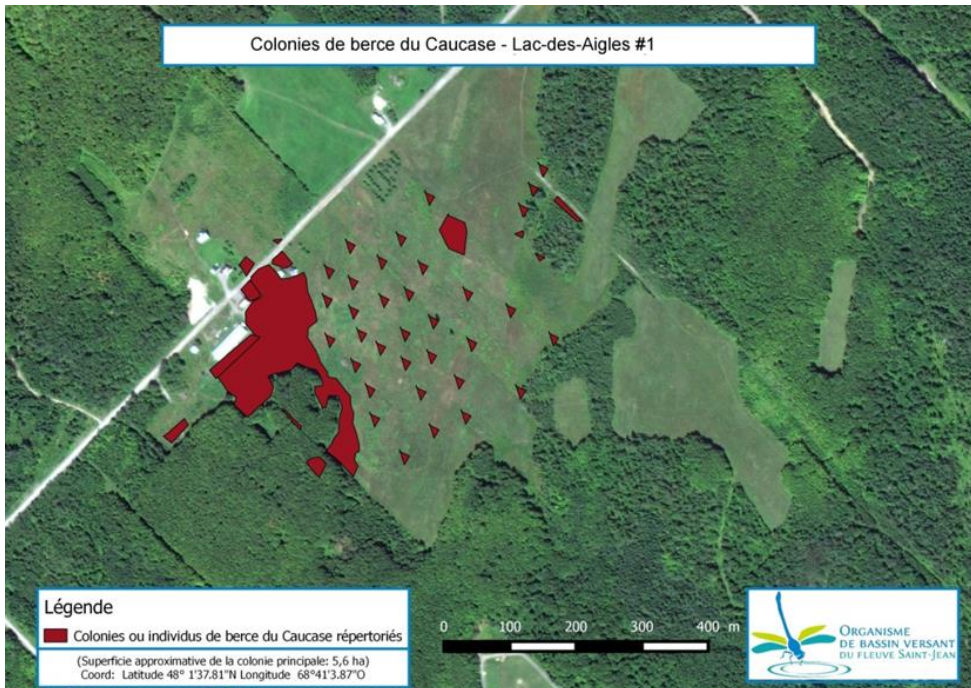 Colonies de berce du Caucase - Lac-des-Aigles #1
Légende
Colonies ou individus de berce du Caucase répertoriés
(Superficie approximative de la colonie principale: 5,6 ha)
Coord: Latitude 48° 1'37.81"N Longitude 68°41'3.87"O
0 100 200 300 400 m
ORGANISME
DE BASSIN VERSANT
DU FLEUVE SAINT-JEAN